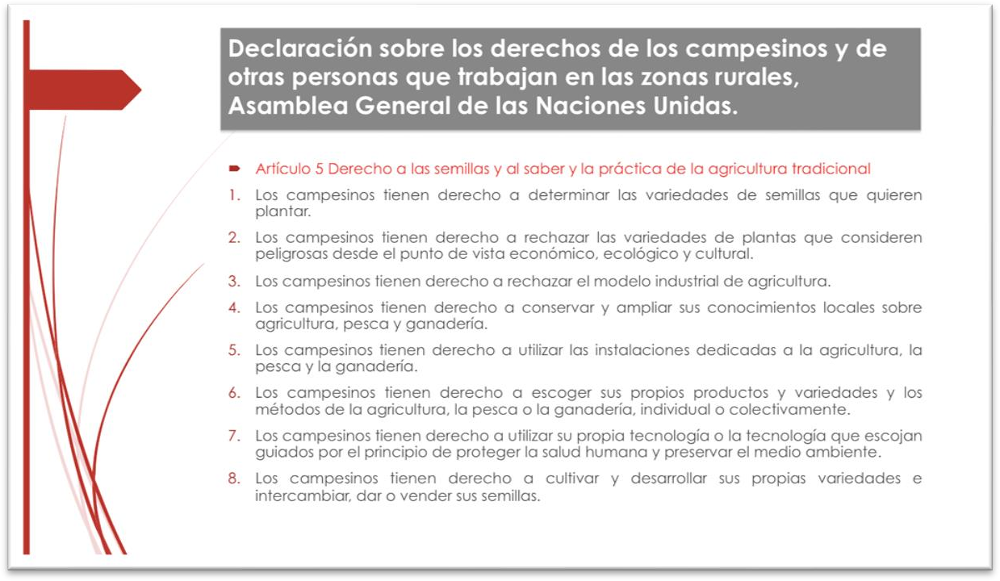 Declaración sobre los derechos de los campesinos y de
otras personas que trabajan en las zonas rurales,
Asamblea General de las Naciones Unidas.
Artículo 5 Derecho a las semillas y al saber y la práctica de la agricultura tradicional
1. Los campesinos tienen derecho a determinar las variedades de semillas que quieren
plantar.
2. Los campesinos tienen derecho a rechazar las variedades de plantas que consideren
peligrosas desde el punto de vista económico, ecológico y cultural.
3. Los campesinos tienen derecho a rechazar el modelo industrial de agricultura.
4. Los campesinos tienen derecho a conservar y ampliar sus conocimientos locales sobre
agricultura, pesca y ganadería.
5. Los campesinos tienen derecho a utilizar las instalaciones dedicadas a la agricultura, la
pesca y la ganadería.
6. Los campesinos tienen derecho a escoger sus propios productos y variedades y los
métodos de la agricultura, la pesca o la ganadería, individual o colectivamente.
7. Los campesinos tienen derecho a utilizar su propia tecnología o la tecnología que escojan
guiados por el principio de proteger la salud humana y preservar el medio ambiente.
8. Los campesinos tienen derecho a cultivar y desarrollar sus propias variedades e
intercambiar, dar o vender sus semillas.